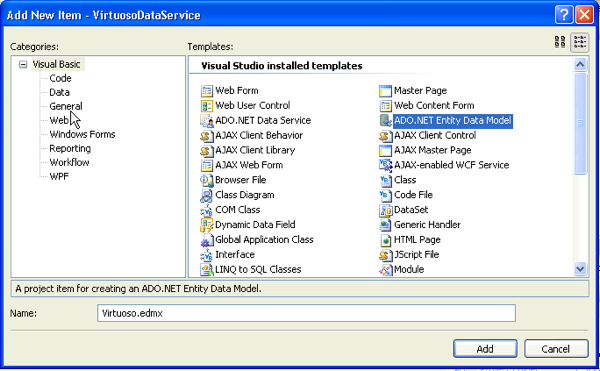 Add New Item - VirtuosoDataService
Categories:
Templates:
Visual Basic
Code
Data
General
Web
Windows Forms
Reporting
Workflow
WPF
Visual Studio installed templates
Web Form
Master Page
Web User Control
Web Content Form
ADO.NET Data Service
ADO.NET Entity Data Model
AJAX Client Behavior
AJAX Client Control
AJAX Client Library
AJAX Master Page
AJAX Web Form
AJAX-enabled WCF Service
Browser File
Class
Class Diagram
Code File
COM Class
DataSet
Dynamic Data Field
Generic Handler
Global Application Class
HTML Page
Interface
JScript File
LINQ to SQL Classes
Module
A project item for creating an ADO.NET Entity Data Model.
Name:
Virtuoso.edmx
Add
Cancel